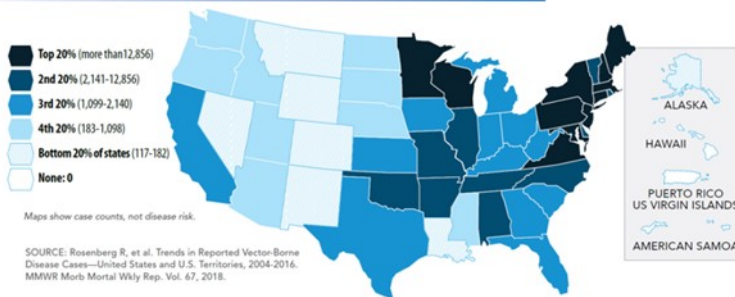 Top 20% (more than12,856)
2nd 20% (2,141-12,856)
3rd 20% (1,099-2,140)
4th 20% (183-1,098)
Bottom 20% of states (117-182)
None: 0
Maps show case counts, not disease risk.
SOURCE: Rosenberg R, et al. Trends in Reported Vector-Borne
Disease Cases—United States and U.S. Territories, 2004-2016.
MMWR Morb Mortal Wkly Rep. Vol. 67, 2018.
ALASKA
HAWAII
PUERTO RICO
US VIRGIN ISLANDS
AMERICAN SAMOA